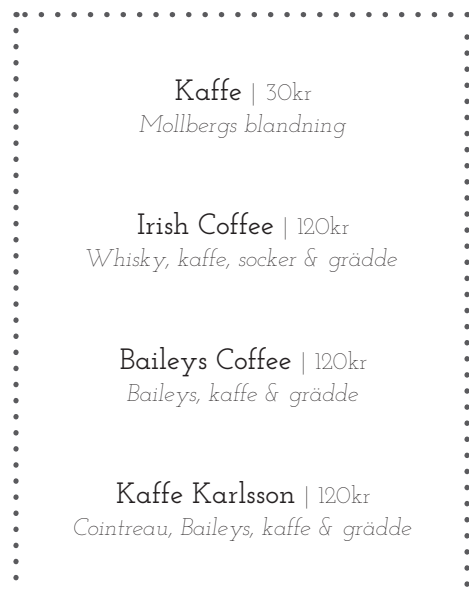 Kaffe | 30kr
Mollbergs blandning
Irish Coffee | 120kr
Whisky, kaffe, socker & grädde
Baileys Coffee | 120kr
Baileys, kaffe & grädde
Kaffe Karlsson | 120kr
Cointreau, Baileys, kaffe & grädde